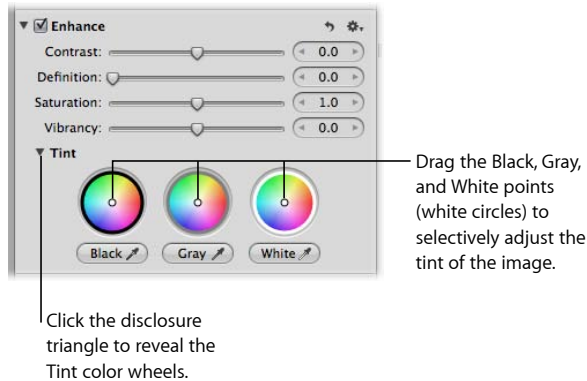 Enhance
Contrast: 0.0
Definition: 0.0
Saturation: 1.0
Vibrancy: 0.0
Tint
Black Gray White
Drag the Black, Gray,
and White points
(white circles) to
selectively adjust the
tint of the image.
Click the disclosure
triangle to reveal the
Tint color wheels.